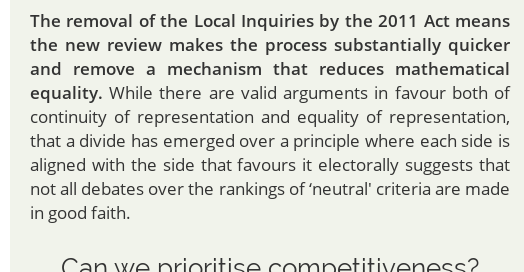 The removal of the Local Inquiries by the 2011 Act means
the new review makes the process substantially quicker
and remove a mechanism that reduces mathematical
equality. While there are valid arguments in favour both of
continuity of representation and equality of representation,
that a divide has emerged over a principle where each side is
aligned with the side that favours it electorally suggests that
not all debates over the rankings of ‘neutral' criteria are made
in good faith.
Can we prioritise competitiveness?